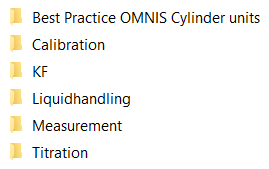 Best Practice OMNIS Cylinder units
Calibration
KF
Liquidhandling
Measurement
Titration